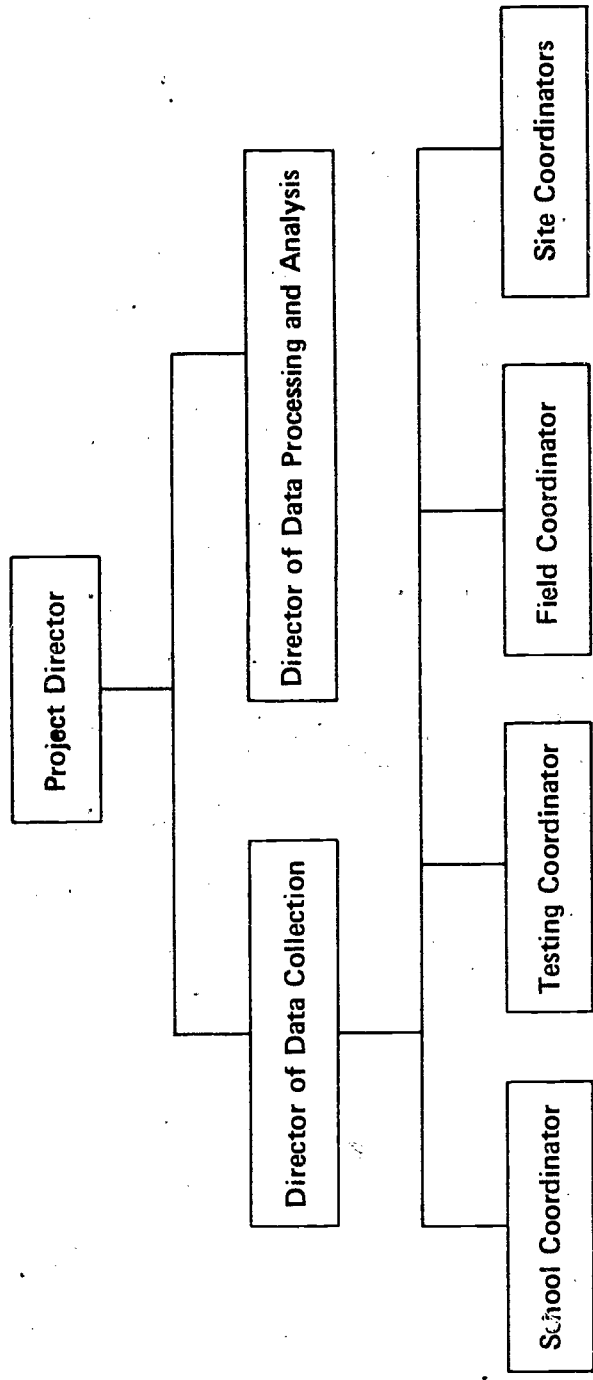 Project Director
Director of Data Collection
Director of Data Processing and Analysis
School Coordinator
Testing Coordinator
Field Coordinator
Site Coordinators